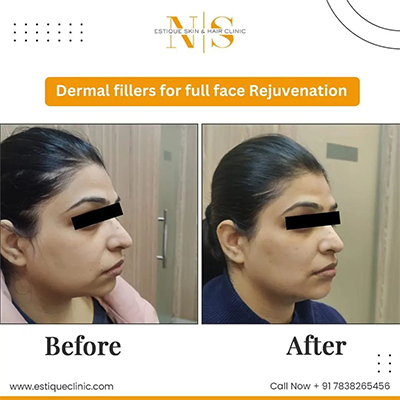 N|S
ESTIQUE SKIN & HAIR CLINIC
Dermal fillers for full face Rejuvenation
Before
After
www.estiqueclinic.com
Call Now + 91 7838265456